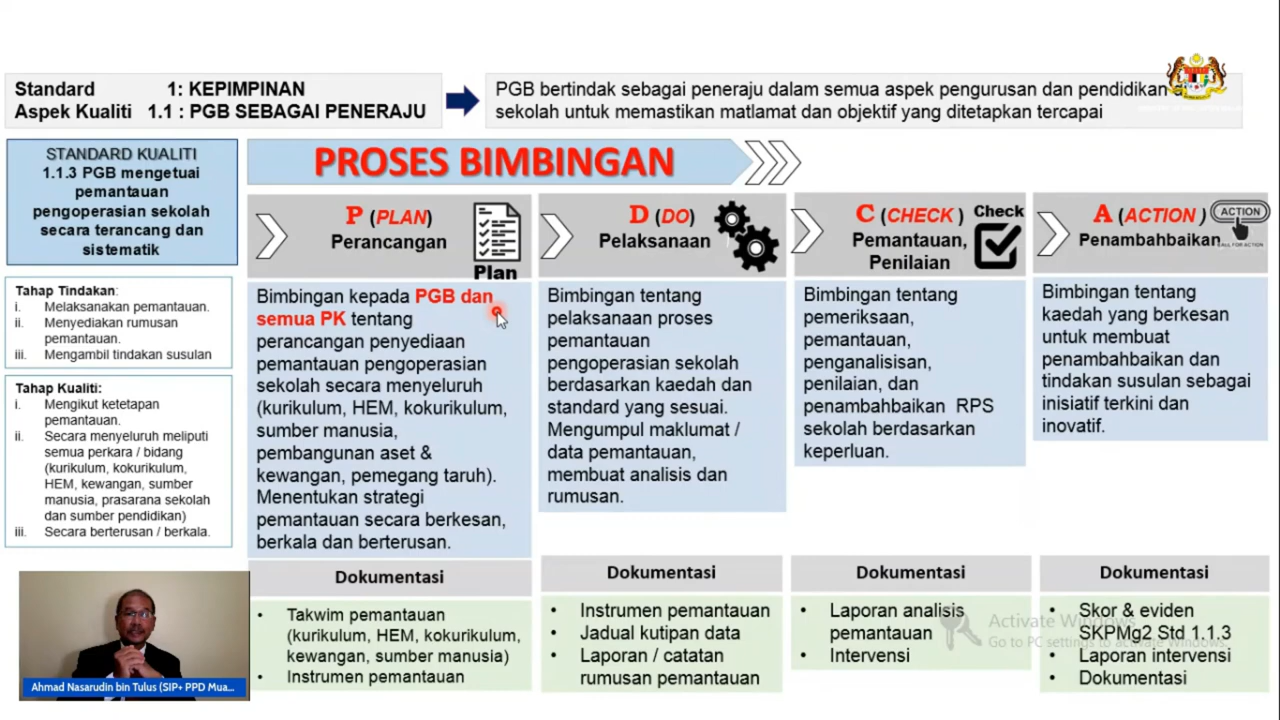 Standard 1: KEPIMPINAN
Aspek Kualiti 1.1 : PGB SEBAGAI PENERAJU
PGB bertindak sebagai peneraju dalam semua aspek pengurusan dan pendidikan
sekolah untuk memastikan matlamat dan objektif yang ditetapkan tercapai
STANDARD KUALITI
1.1.3 PGB mengetuai
pemantauan
pengoperasian sekolah
secara terancang dan
sistematik
Tahap Tindakan:
i. Melaksanakan pemantauan.
ii. Menyediakan rumusan
pemantauan.
iii. Mengambil tindakan susulan
Tahap Kualiti:
i. Mengikut ketetapan
pemantauan.
ii. Secara menyeluruh meliputi
semua perkara / bidang
(kurikulum, kokurikulum,
HEM, kewangan, sumber
manusia, prasarana sekolah
dan sumber pendidikan)
iii. Secara berterusan / berkala.
PROSES BIMBINGAN
P (PLAN)
Perancangan
Plan
Bimbingan kepada PGB dan
semua PK tentang
perancangan penyediaan
pemantauan pengoperasian
sekolah secara menyeluruh
(kurikulum, HEM, kokurikulum,
sumber manusia,
pembangunan aset &
kewangan, pemegang taruh).
Menentukan strategi
pemantauan secara berkesan,
berkala dan berterusan.
Dokumentasi
• Takwim pemantauan
(kurikulum, HEM, kokurikulum,
kewangan, sumber manusia)
• Instrumen pemantauan
D (DO)
Pelaksanaan
Bimbingan tentang
pelaksanaan proses
pemantauan
pengoperasian sekolah
berdasarkan kaedah dan
standard yang sesuai.
Mengumpul maklumat /
data pemantauan,
membuat analisis dan
rumusan.
Dokumentasi
• Instrumen pemantauan
• Jadual kutipan data
• Laporan / catatan
rumusan pemantauan
C (CHECK )
Pemantauan,
Penilaian
Check
Bimbingan tentang
pemeriksaan,
pemantauan,
penganalisisan,
penilaian, dan
penambahbaikan RPS
sekolah berdasarkan
keperluan.
Dokumentasi
• Laporan analisis
pemantauan
• Intervensi
A (ACTION )
Penambahbaikan
ACTION
CALL FOR ACTION
Bimbingan tentang
kaedah yang berkesan
untuk membuat
penambahbaikan dan
tindakan susulan sebagai
inisiatif terkini dan
inovatif.
Dokumentasi
• Skor & eviden
SKPMg2 Std 1.1.3
• Laporan intervensi
• Dokumentasi
Activate Windows
Go to PC settings to activate Windows.
Ahmad Nasarudin bin Tulus (SIP+ PPD Mua...